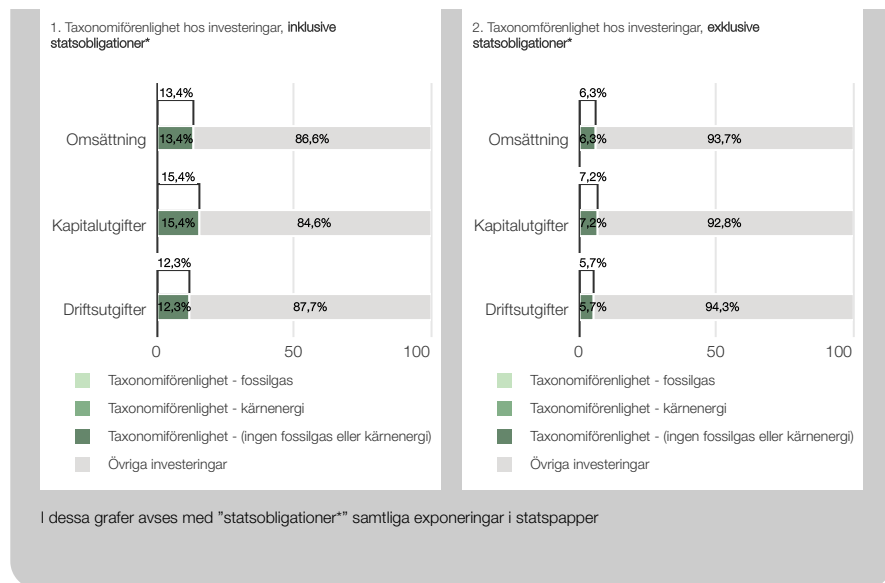 1. Taxonomiförenlighet hos investeringar, inklusive
statsobligationer*
13,4%
Omsättning
13,4%
86,6%
15,4%
Kapitalutgifter
15,4%
84,6%
12,3%
Driftsutgifter
12,3%
87,7%
0
50
100
Taxonomiförenlighet - fossilgas
Taxonomiförenlighet - kärnenergi
Taxonomiförenlighet - (ingen fossilgas eller kärnenergi)
Övriga investeringar
2. Taxonomförenlighet hos investeringar, exklusive
statsobligationer*
6,3%
Omsättning
6,3%
93,7%
7,2%
Kapitalutgifter
7,2%
92,8%
5,7%
Driftsutgifter
5,7%
94,3%
0
50
100
Taxonomiförenlighet - fossilgas
Taxonomiförenlighet - kärnenergi
Taxonomiförenlighet - (ingen fossilgas eller kärnenergi)
Övriga investeringar
I dessa grafer avses med ”statsobligationer*” samtliga exponeringar i statspapper